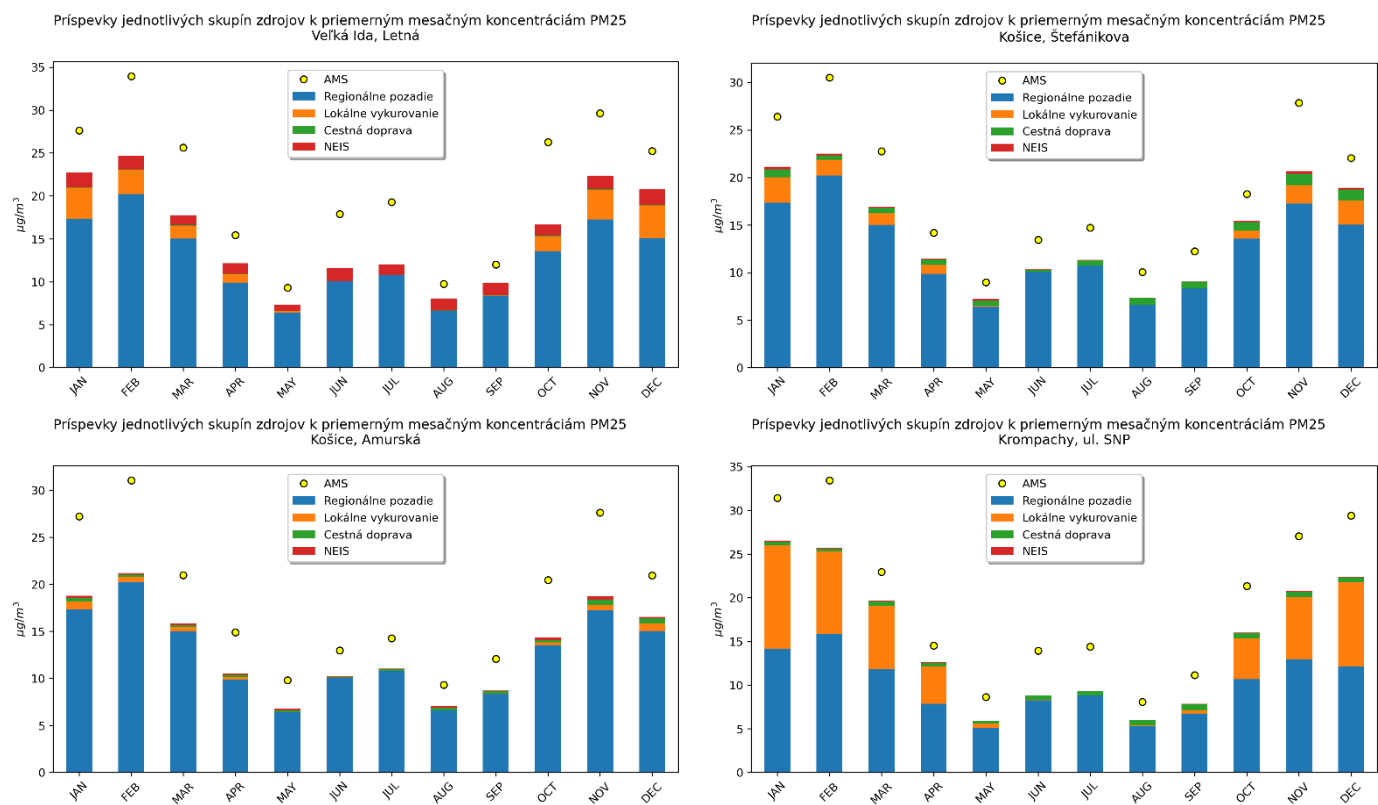 Príspevky jednotlivých skupín zdrojov k priemerným mesačným koncentráciám PM25
Veľká Ida, Letná
35
30
25
20
15
10
5
0
µg/m³
AMS
Regionálne pozadie
Lokálne vykurovanie
Cestná doprava
NEIS
JAN FEB MAR APR MAY JUN JUL AUG SEP OCT NOV DEC
Príspevky jednotlivých skupín zdrojov k priemerným mesačným koncentráciám PM25
Košice, Štefánikova
30
25
20
15
10
5
0
µg/m³
AMS
Regionálne pozadie
Lokálne vykurovanie
Cestná doprava
NEIS
JAN FEB MAR APR MAY JUN JUL AUG SEP OCT NOV DEC
Príspevky jednotlivých skupín zdrojov k priemerným mesačným koncentráciám PM25
Košice, Amurská
30
25
20
15
10
5
0
µg/m³
AMS
Regionálne pozadie
Lokálne vykurovanie
Cestná doprava
NEIS
JAN FEB MAR APR MAY JUN JUL AUG SEP OCT NOV DEC
Príspevky jednotlivých skupín zdrojov k priemerným mesačným koncentráciám PM25
Krompachy, ul. SNP
35
30
25
20
15
10
5
0
µg/m³
AMS
Regionálne pozadie
Lokálne vykurovanie
Cestná doprava
NEIS
JAN FEB MAR APR MAY JUN JUL AUG SEP OCT NOV DEC